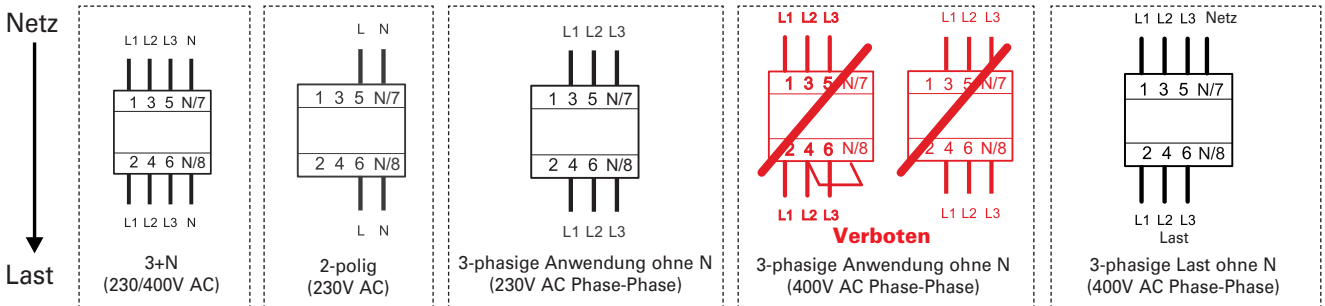 Netz
Last
L1 L2 L3 N
1 3 5 N/7
2 4 6 N/8
L1 L2 L3 N
3+N
(230/400V AC)
L N
1 3 5 N/7
2 4 6 N/8
L N
2-polig
(230V AC)
L1 L2 L3
1 3 5 N/7
2 4 6 N/8
L1 L2 L3
3-phasige Anwendung ohne N
(230V AC Phase-Phase)
L1 L2 L3
1 3 5 N/7
2 4 6 N/8
L1 L2 L3
L1 L2 L3
1 3 5 N/7
2 4 6 N/8
L1 L2 L3
Verboten
3-phasige Anwendung ohne N
(400V AC Phase-Phase)
L1 L2 L3 Netz
1 3 5 N/7
2 4 6 N/8
L1 L2 L3
Last
3-phasige Last ohne N
(400V AC Phase-Phase)